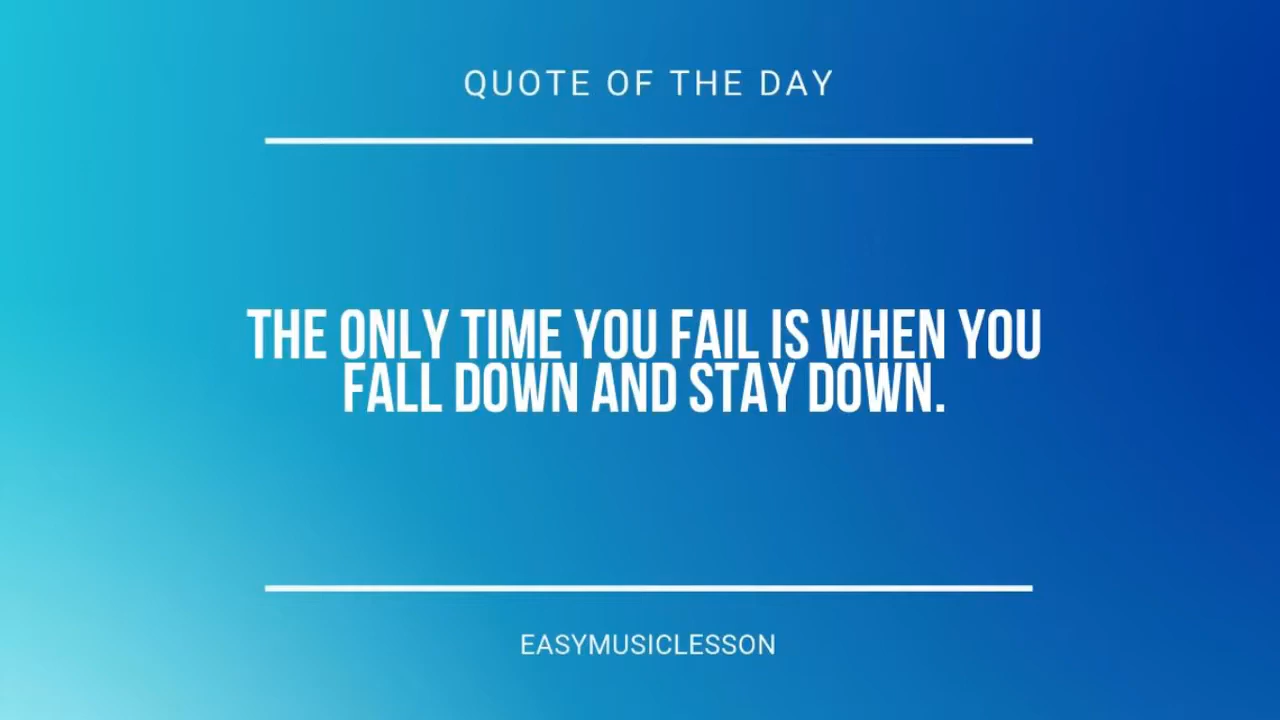 QUOTE OF THE DAY
THE ONLY TIME YOU FAIL IS WHEN YOU
FALL DOWN AND STAY DOWN.
EASYMUSICLESSON